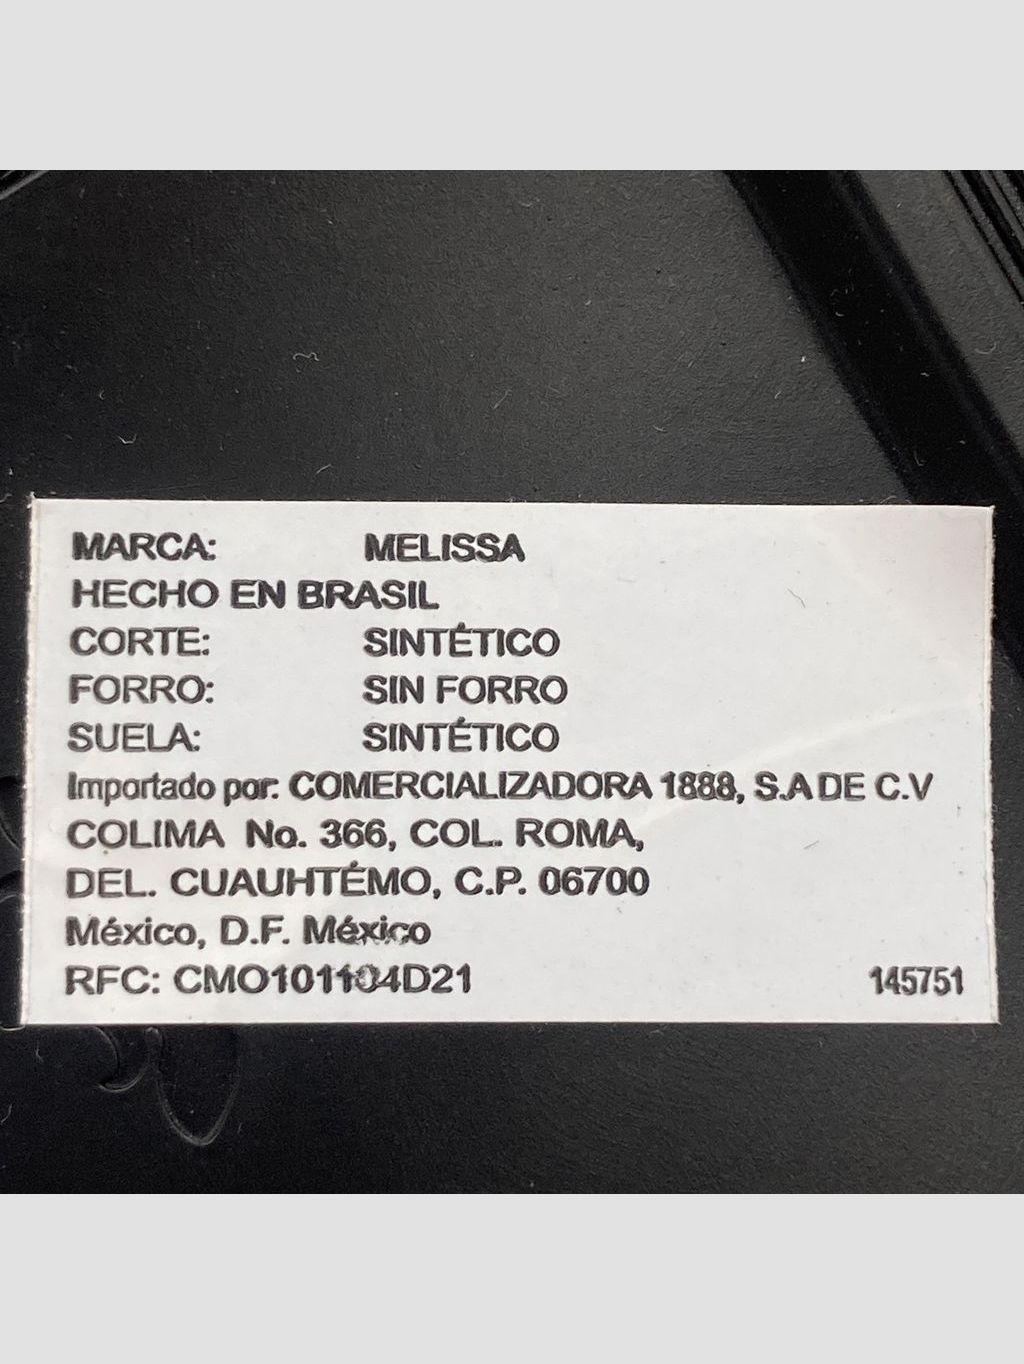 MARCA: MELISSA
HECHO EN BRASIL
CORTE: SINTÉTICO
FORRO: SIN FORRO
SUELA: SINTÉTICO
Importado por: COMERCIALIZADORA 1888, S.A DE C.V
COLIMA No. 366, COL. ROMA,
DEL. CUAUHTÉMO, C.P. 06700
México, D.F. México
RFC: CMO101104D21 145751